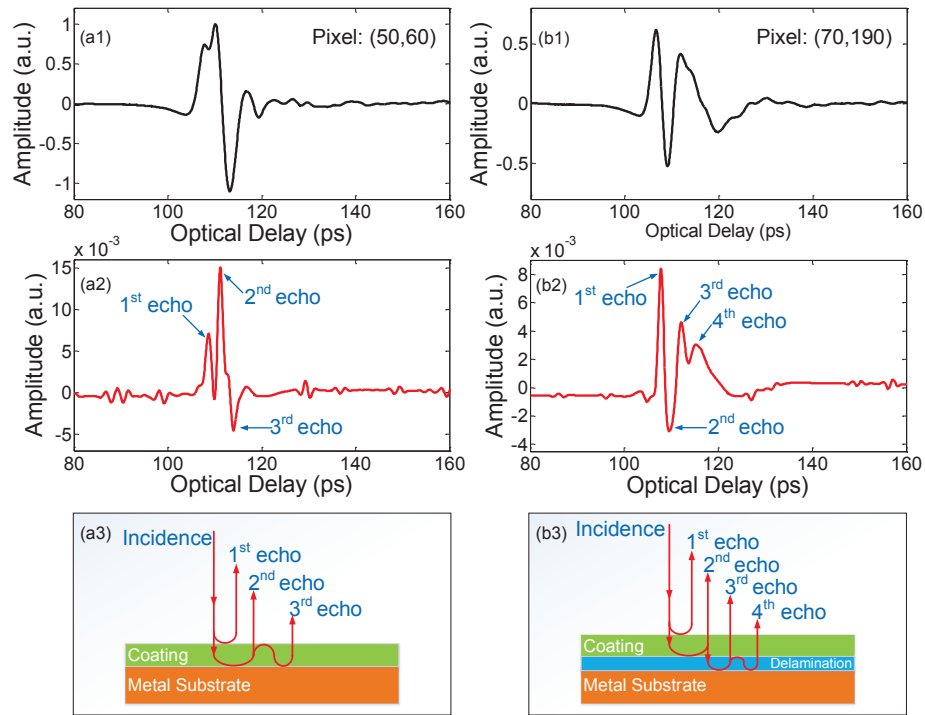 (a1)
Pixel: (50,60)
Amplitude (a.u.)
1
0.5
0
-0.5
-1
80 100 120 140 160
Optical Delay (ps)
(b1)
Pixel: (70,190)
Amplitude (a.u.)
0.5
0
-0.5
80 100 120 140 160
Optical Delay (ps)
x 10⁻³
(a2)
1st echo
2nd echo
3rd echo
Amplitude (a.u.)
15
10
5
0
-5
80 100 120 140 160
Optical Delay (ps)
x 10⁻³
(b2)
1st echo
3rd echo
4th echo
2nd echo
Amplitude (a.u.)
8
6
4
2
0
-2
-4
80 100 120 140 160
Optical Delay (ps)
(a3)
Incidence
1st echo
2nd echo
3rd echo
Coating
Metal Substrate
(b3)
Incidence
1st echo
2nd echo
3rd echo
4th echo
Coating
Delamination
Metal Substrate